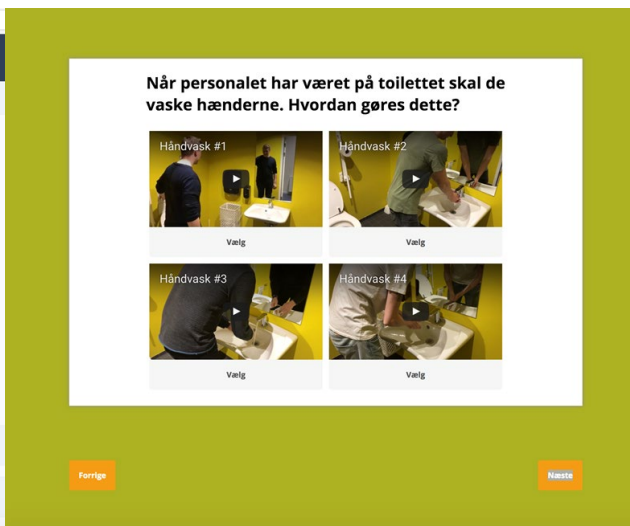 Når personalet har været på toilettet skal de
vaske hænderne. Hvordan gøres dette?
Håndvask #1
Håndvask #2
Vælg
Vælg
Håndvask #3
Håndvask #4
Vælg
Vælg
Forrige
Næste